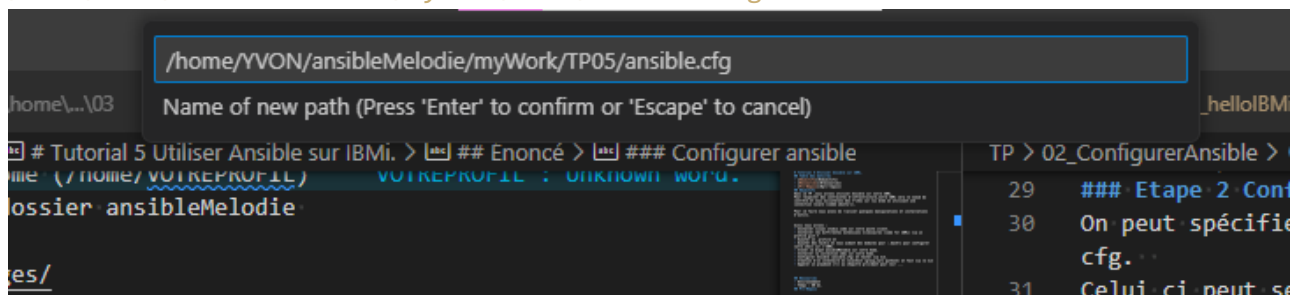 /home/YVON/ansibleMelodie/myWork/TP05/ansible.cfg
Name of new path (Press 'Enter' to confirm or 'Escape' to cancel)
home\...\03
_helloIBMi
# Tutorial 5 Utiliser Ansible sur IBMi. > ## Énoncé > ### Configurer ansible
TP > 02_ConfigurerAnsible >
(/home/VOTREPROFIL) VOTREPROFIL : Unknown word.
dossier ansibleMelodie
ges/
29 ### Etape 2 Conf
30 On peut spécifie
cfg.
31 Celui ci peut se